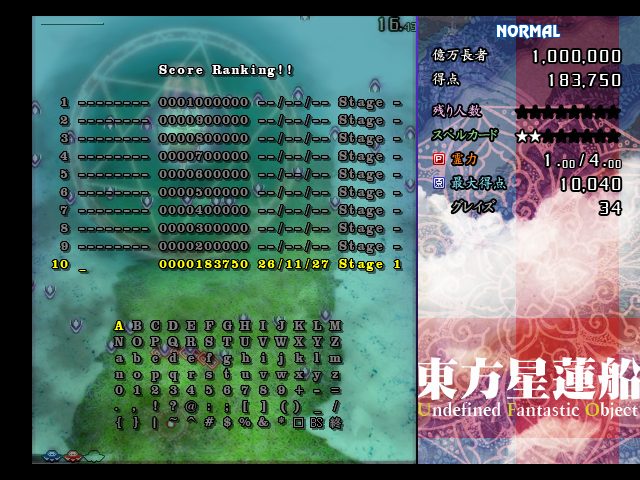 16.43
NORMAL
Score Ranking!!
億万長者 1,000,000
得点 183,750
残り人数
スペルカード
P 霊力 1.00/4.00
点 最大得点 10,040
グレイズ 34
1 -------- 0001000000 --/--/-- Stage -
2 -------- 0000900000 --/--/-- Stage -
3 -------- 0000800000 --/--/-- Stage -
4 -------- 0000700000 --/--/-- Stage -
5 -------- 0000600000 --/--/-- Stage -
6 -------- 0000500000 --/--/-- Stage -
7 -------- 0000400000 --/--/-- Stage -
8 -------- 0000300000 --/--/-- Stage -
9 -------- 0000200000 --/--/-- Stage -
10 _ 0000183750 26/11/27 Stage 1
A B C D E F G H I J K L M
N O P Q R S T U V W X Y Z
a b c d e f g h i j k l m
n o p q r s t u v w x y z
0 1 2 3 4 5 6 7 8 9 + - =
. , ! ? @ : ; [ ] ( ) _ /
{ } | ~ ^ # $ % & * □ BS 終
東方星蓮船
Undefined Fantastic Object